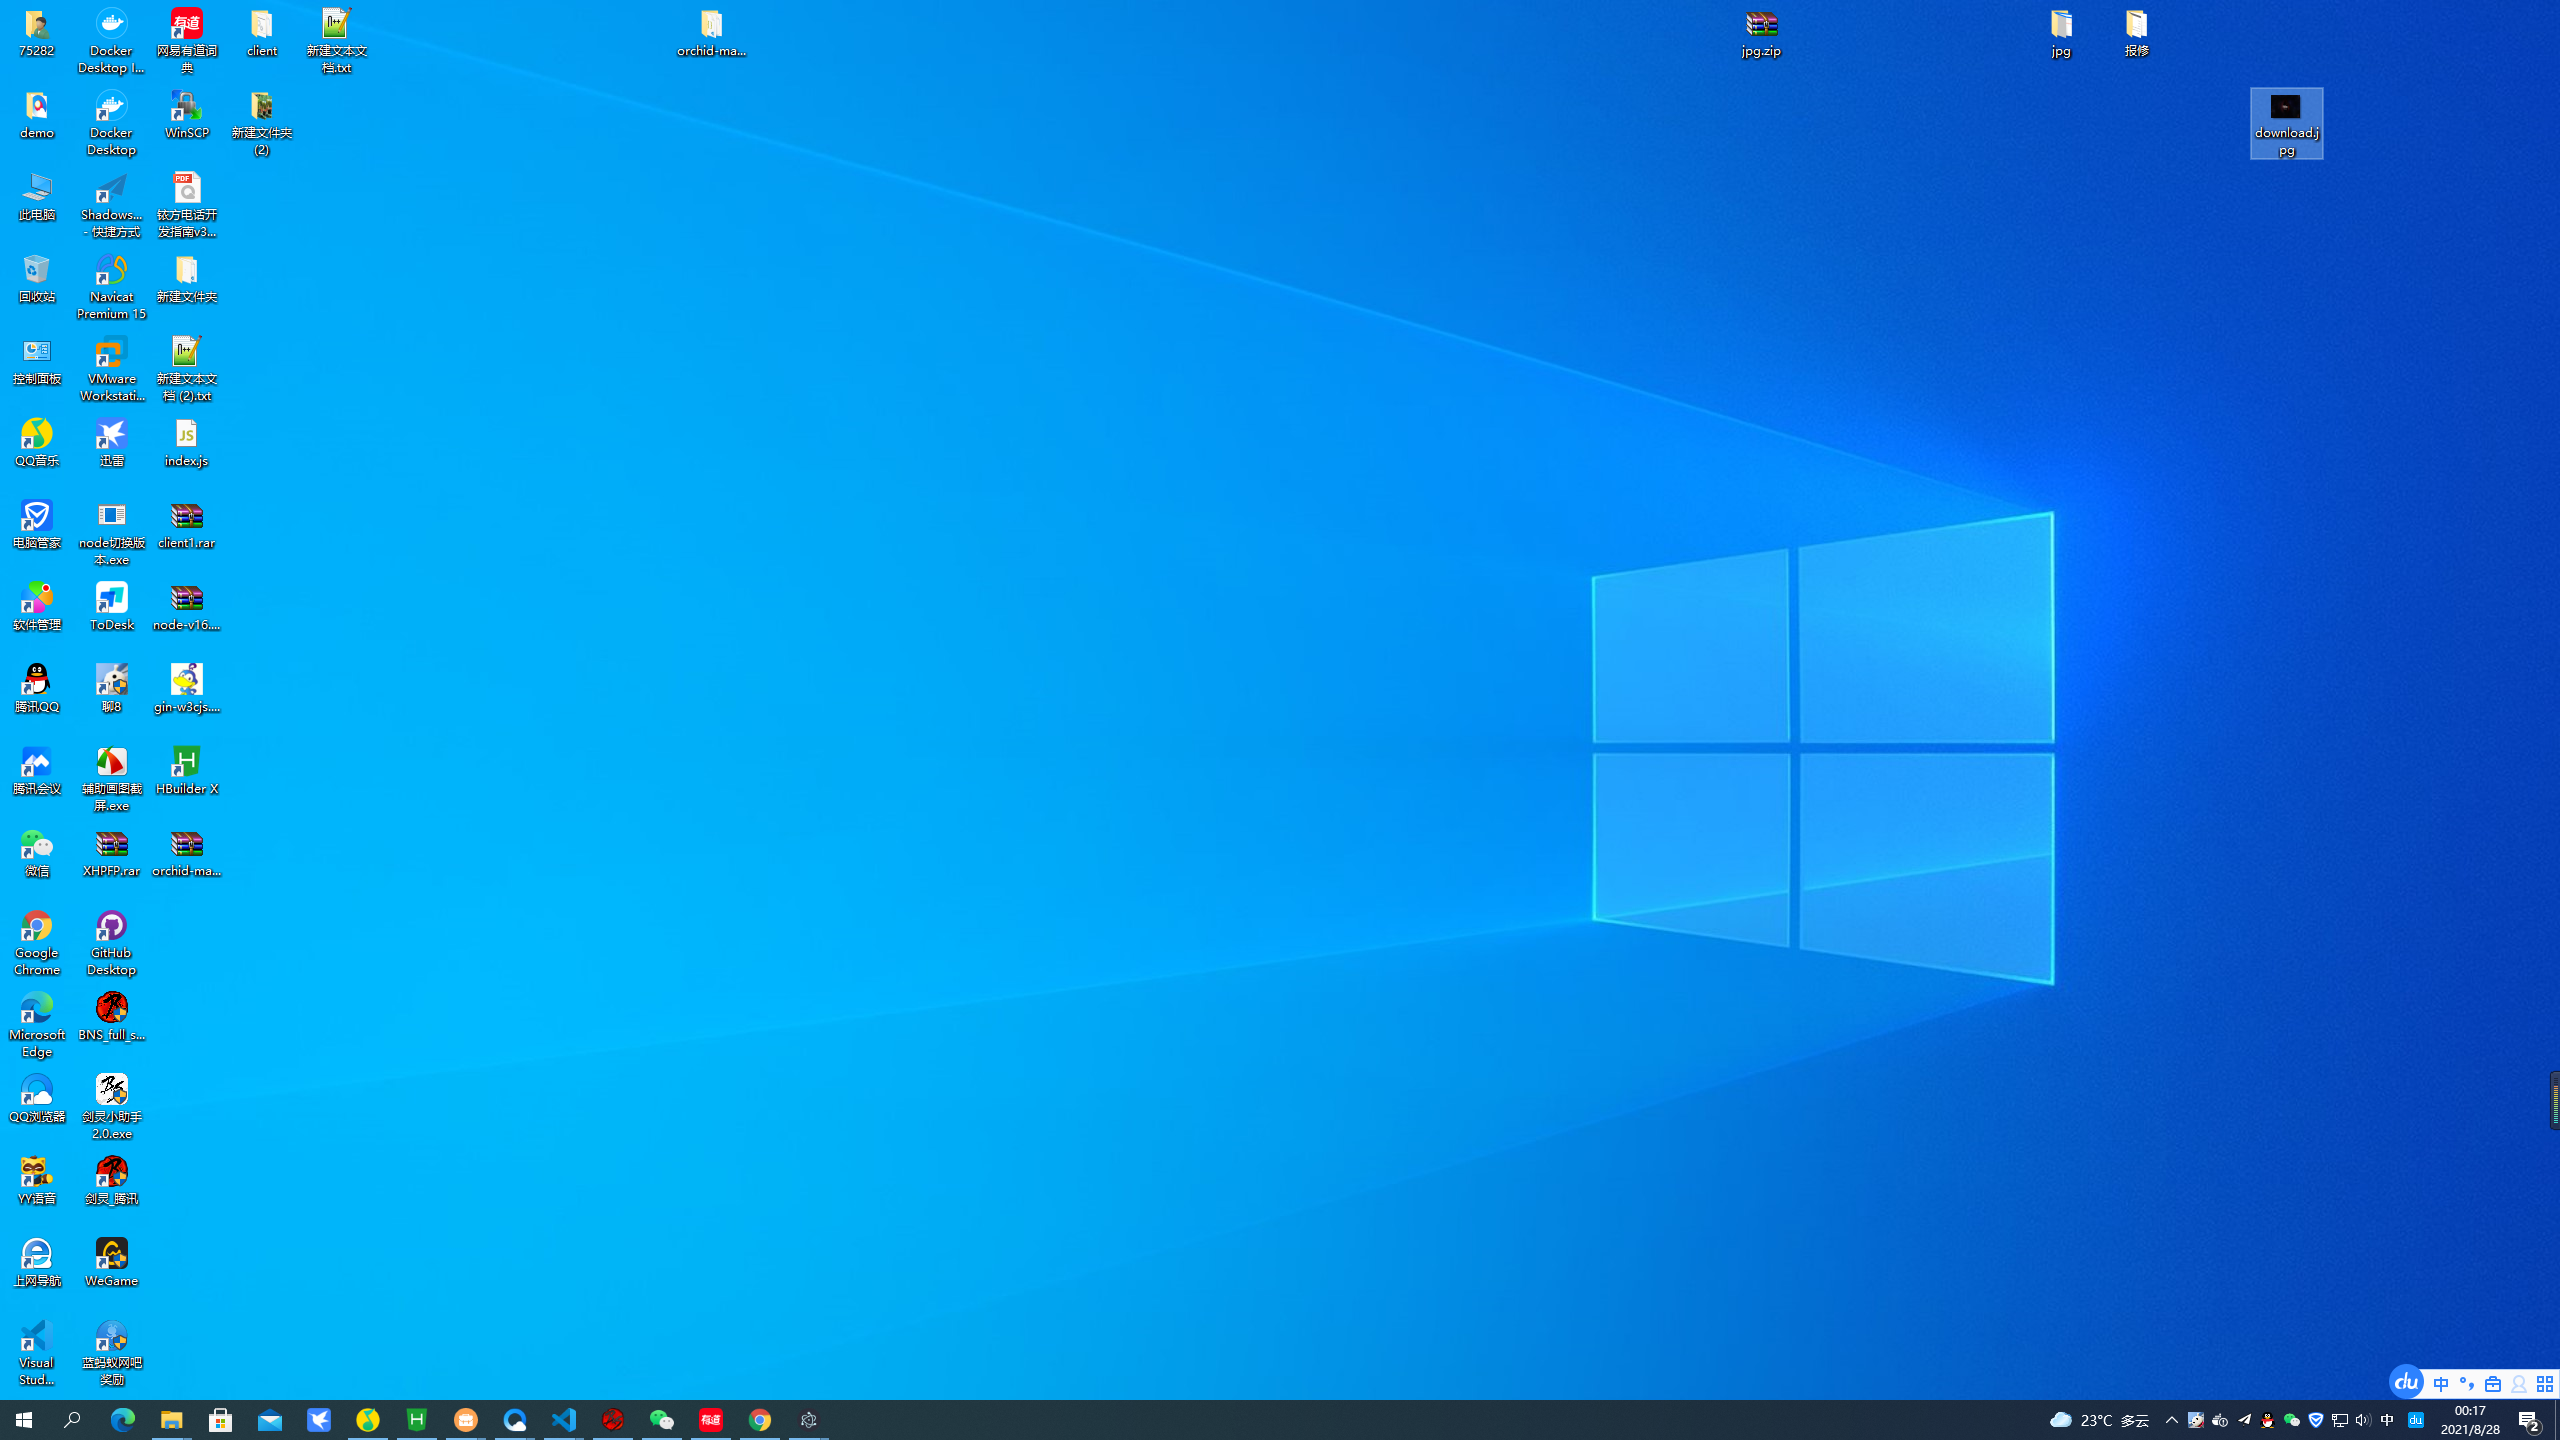 75282
Docker
Desktop I...
网易有道词
典
client
新建文本文
档.txt
orchid-ma...
jpg.zip
jpg
报修
demo
Docker
Desktop
WinSCP
新建文件夹
(2)
download.j
pg
此电脑
Shadows...
- 快捷方式
PDF
铱方电话开
发指南v3...
回收站
Navicat
Premium 15
新建文件夹
控制面板
VMware
Workstati...
新建文本文
档 (2).txt
QQ音乐
迅雷
JS
index.js
电脑管家
node切换版
本.exe
client1.rar
软件管理
ToDesk
node-v16....
腾讯QQ
聊8
gin-w3cjs....
腾讯会议
辅助画图截
屏.exe
HBuilder X
微信
XHPFP.rar
orchid-ma...
Google
Chrome
GitHub
Desktop
Microsoft
Edge
BNS_full_s...
QQ浏览器
剑灵小助手
2.0.exe
YY语音
剑灵_腾讯
上网导航
WeGame
Visual
Stud...
蓝蚂蚁网吧
奖励
du 中
有道
23°C 多云
中
du
00:17
2021/8/28
2